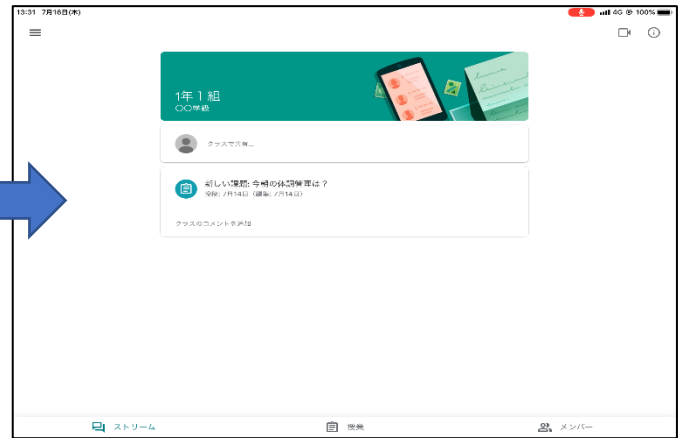 13:31 7月16日(木)
4G 100%
1年1組
〇〇学級
クラスで共有...
新しい課題: 今朝の体調管理は？
投稿: 7月14日（編集: 7月14日）
クラスのコメントを追加
ストリーム
授業
メンバー